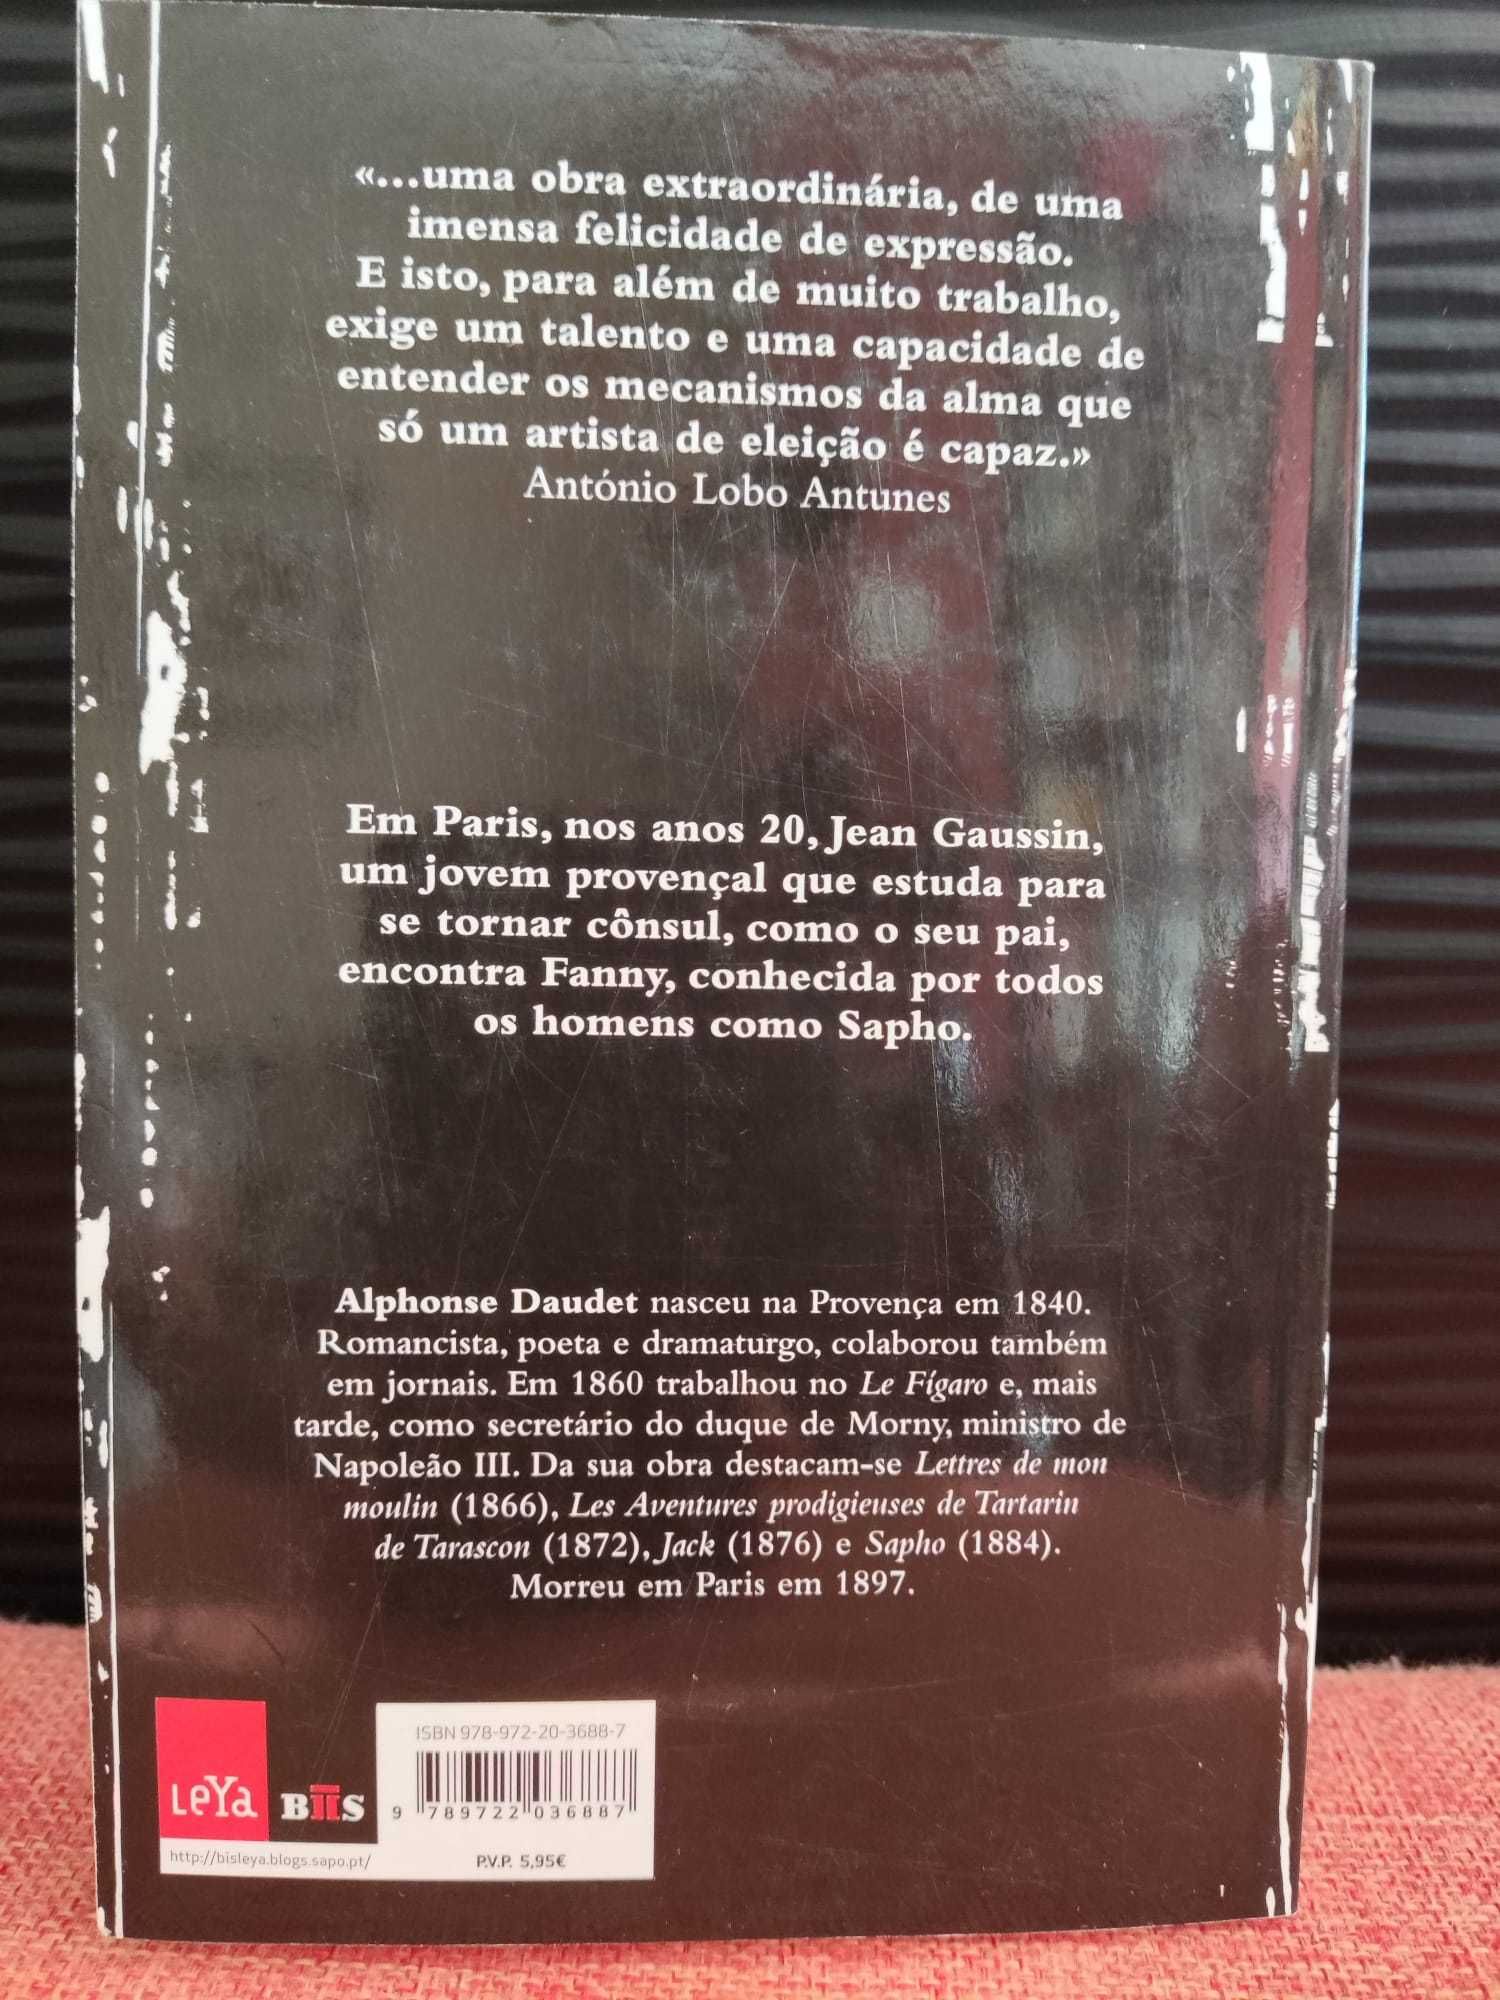 «...uma obra extraordinária, de uma
imensa felicidade de expressão.
E isto, para além de muito trabalho,
exige um talento e uma capacidade de
entender os mecanismos da alma que
só um artista de eleição é capaz.»
António Lobo Antunes
Em Paris, nos anos 20, Jean Gaussin,
um jovem provençal que estuda para
se tornar cônsul, como o seu pai,
encontra Fanny, conhecida por todos
os homens como Sapho.
Alphonse Daudet nasceu na Provença em 1840.
Romancista, poeta e dramaturgo, colaborou também
em jornais. Em 1860 trabalhou no Le Fígaro e, mais
tarde, como secretário do duque de Morny, ministro de
Napoleão III. Da sua obra destacam-se Lettres de mon
moulin (1866), Les Aventures prodigieuses de Tartarin
de Tarascon (1872), Jack (1876) e Sapho (1884).
Morreu em Paris em 1897.
LeYa
BIIS
http://bisleya.blogs.sapo.pt/
ISBN 978-972-20-3688-7
9 789722 036887
P.V.P. 5,95€